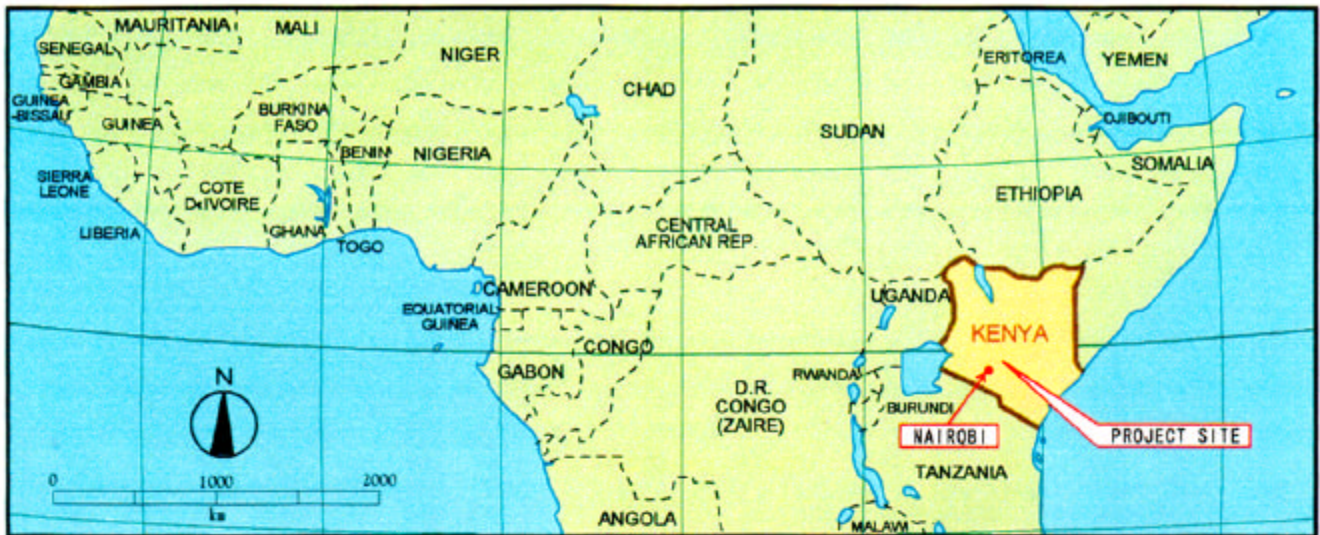 MAURITANIA
MALI
SENEGAL
NIGER
ERITOREA
YEMEN
GAMBIA
CHAD
GUINEA
-BISSAU
BURKINA
FASO
GUINEA
DJIBOUTI
SUDAN
BENIN
NIGERIA
SOMALIA
SIERRA
LEONE
COTE
D«IVOIRE
ETHIOPIA
CENTRAL
AFRICAN REP.
LIBERIA
GHANA
TOGO
CAMEROON
UGANDA
EQUATORIAL
GUINEA
KENYA
CONGO
GABON
RWANDA
N
D.R.
CONGO
(ZAIRE)
BURUNDI
NAIROBI
PROJECT SITE
TANZANIA
0 1000 2000
km
ANGOLA
MALAWI